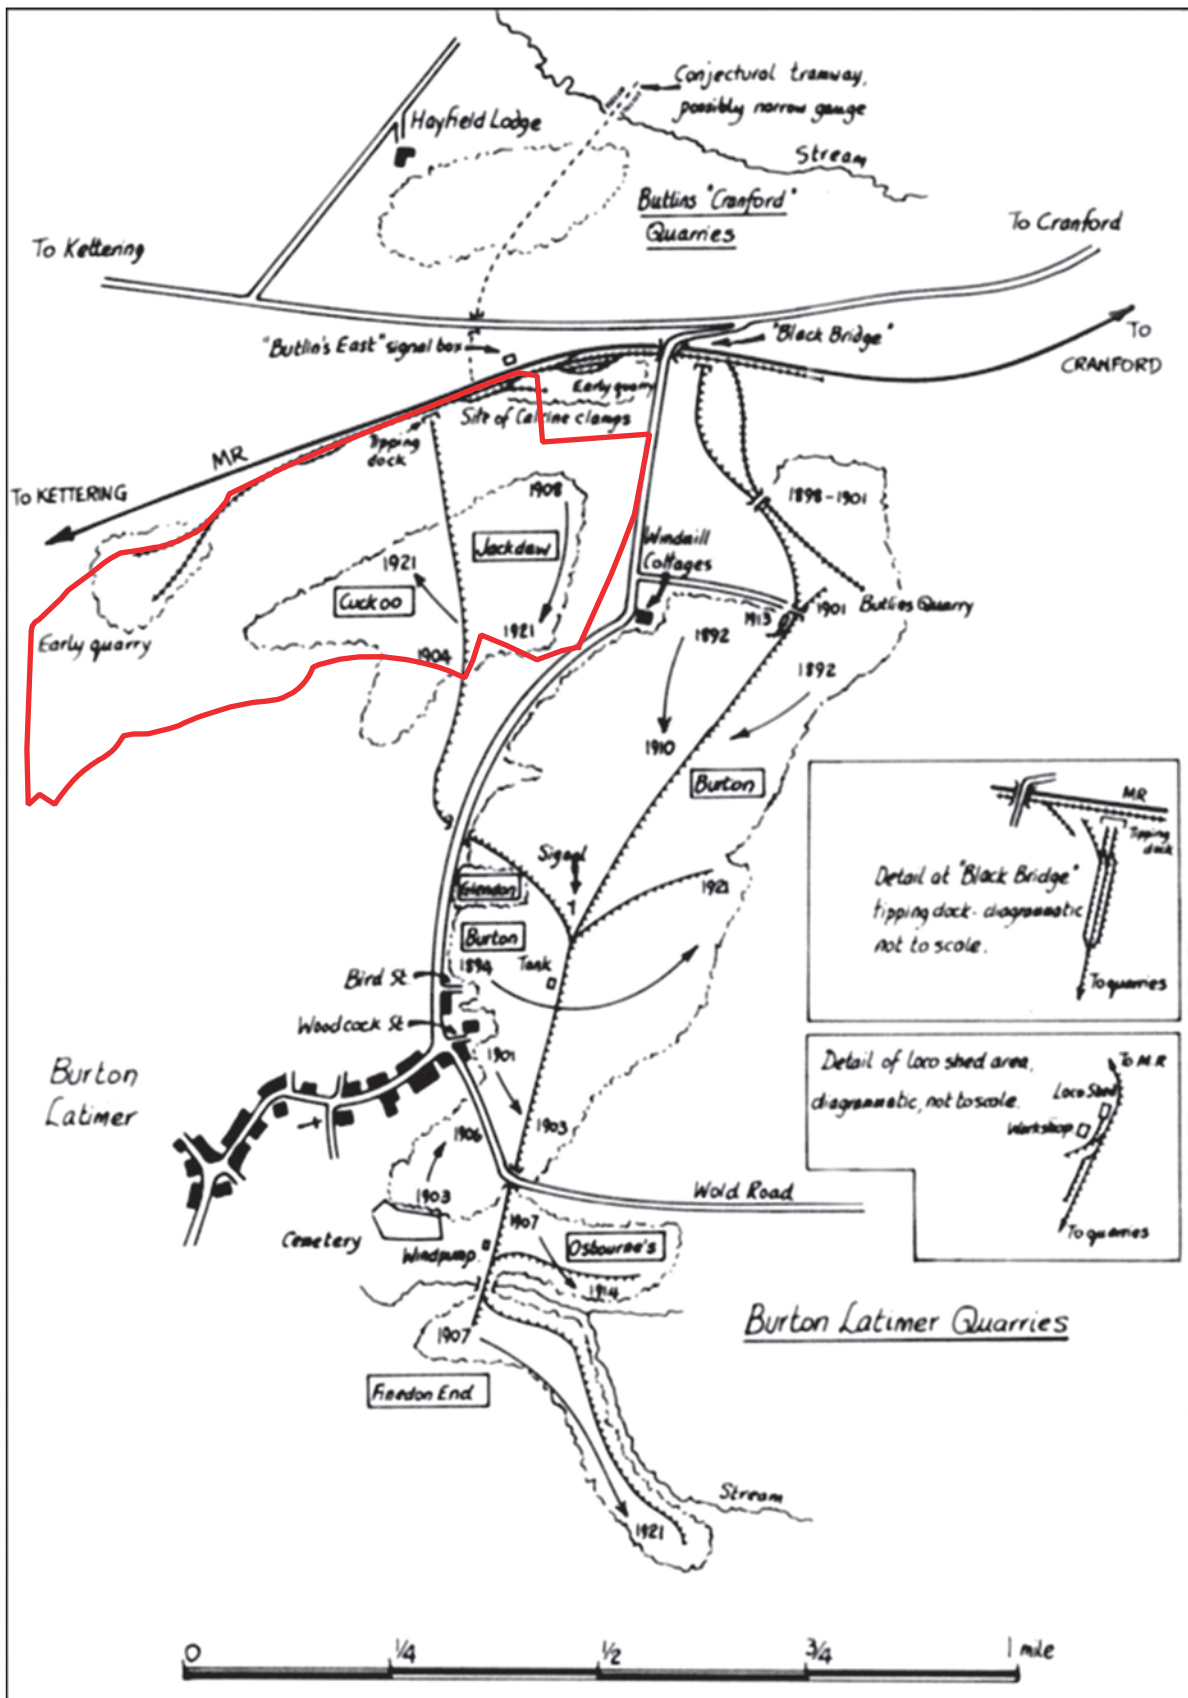 Conjectural tramway,
possibly narrow gauge
Hayfield Lodge
Stream
Butlins "Cranford"
Quarries
To Kettering
To Cranford
"Butlin's East" signal box
"Black Bridge"
To
CRANFORD
Early quarry
Site of Calcine clamps
Tipping
dock
MR
To KETTERING
1908
1898-1901
Jackdaw
Windmill
Cottages
1921
Cuckoo
1901
Butlins Quarry
1913
Early quarry
1921
1892
1904
1892
1910
Burton
MR
Tipping
dock
Signal
Detail at "Black Bridge"
tipping dock - diagrammatic
not to scale.
Glendon
1921
Burton
1894
Tank
Bird St
To quarries
Woodcock St
1901
Burton
Latimer
Detail of loco shed area,
diagrammatic, not to scale.
To M.R
Loco Shed
Workshop
1903
1906
1903
Wold Road
To quarries
Cemetery
1907
Osbourne's
Windpump
1914
Burton Latimer Quarries
1907
Finedon End
Stream
1921
0 1/4 1/2 3/4 1 mile